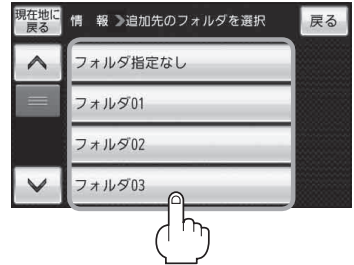 現在地に
戻る
情　報 》追加先のフォルダを選択
戻る
フォルダ指定なし
フォルダ01
フォルダ02
フォルダ03